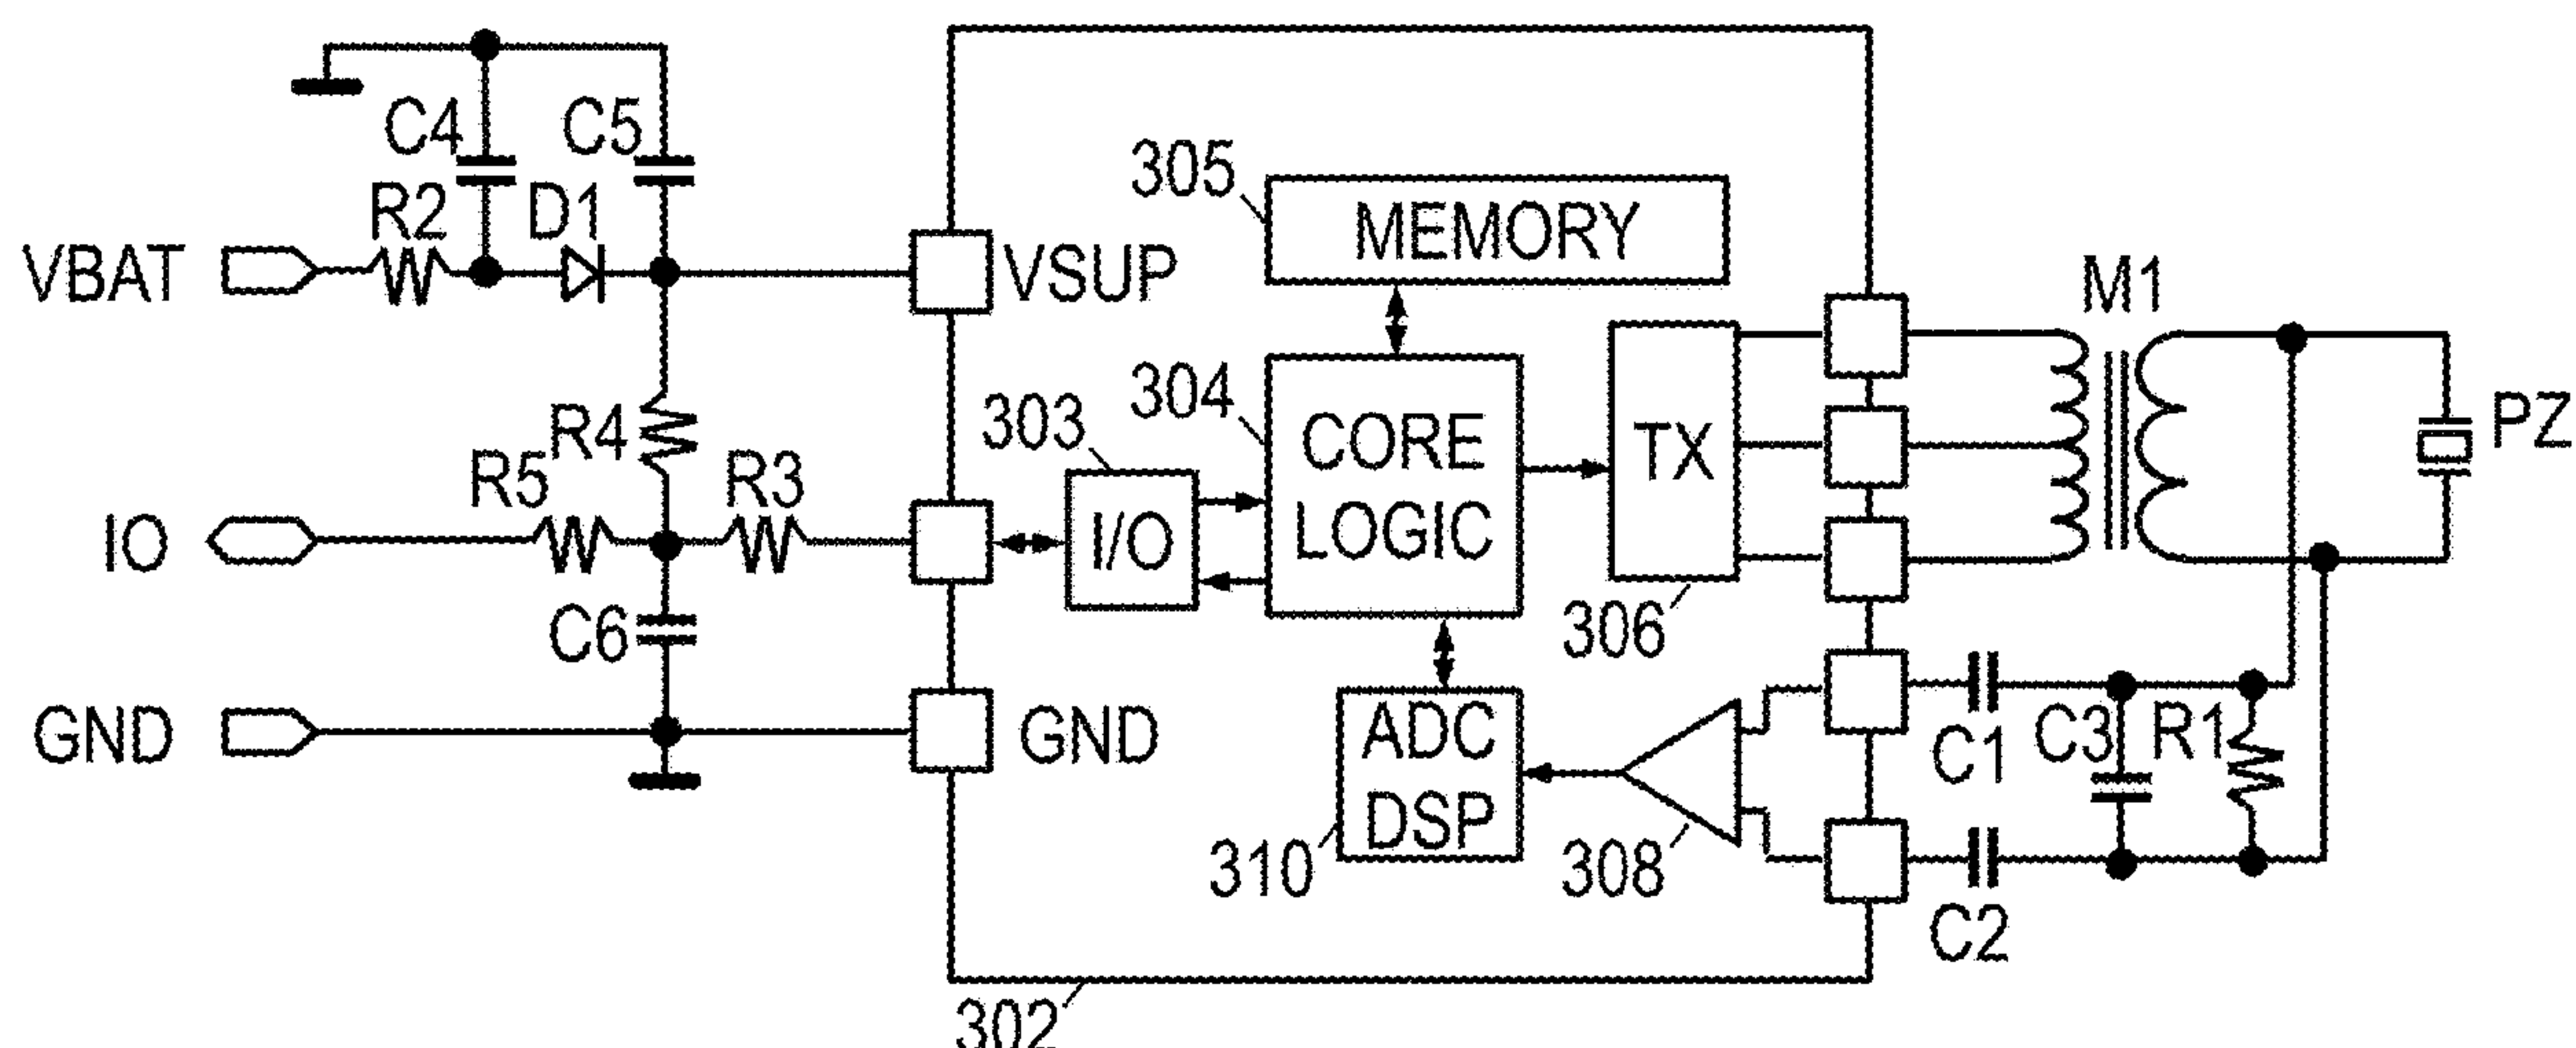 C4
C5
R2
D1
VBAT
VSUP
305
MEMORY
M1
304
303
CORE
LOGIC
TX
PZ
R4
R5
R3
IO
I/O
C6
306
GND
GND
ADC
DSP
310
308
C1
C3
R1
C2
302